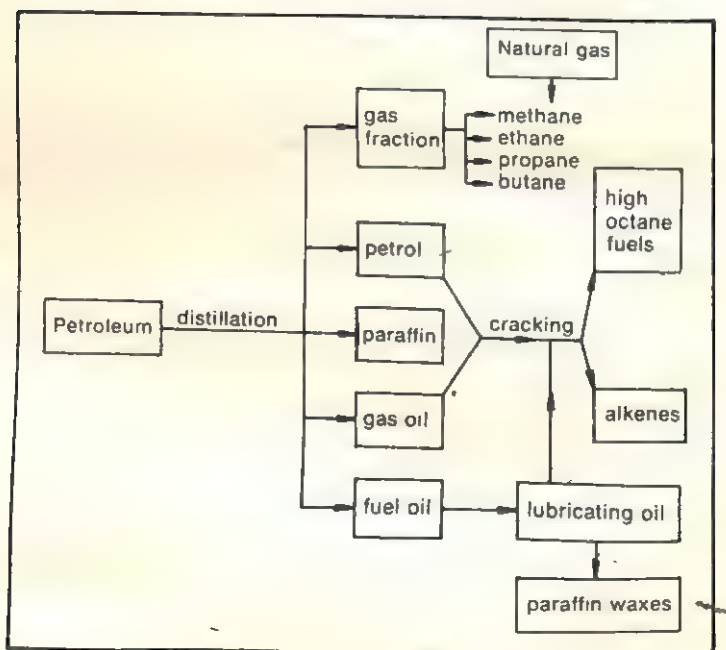 Natural gas
gas
fraction
methane
ethane
propane
butane
high
octane
fuels
petrol
Petroleum
distillation
paraffin
cracking
gas oil
alkenes
fuel oil
lubricating oil
paraffin waxes